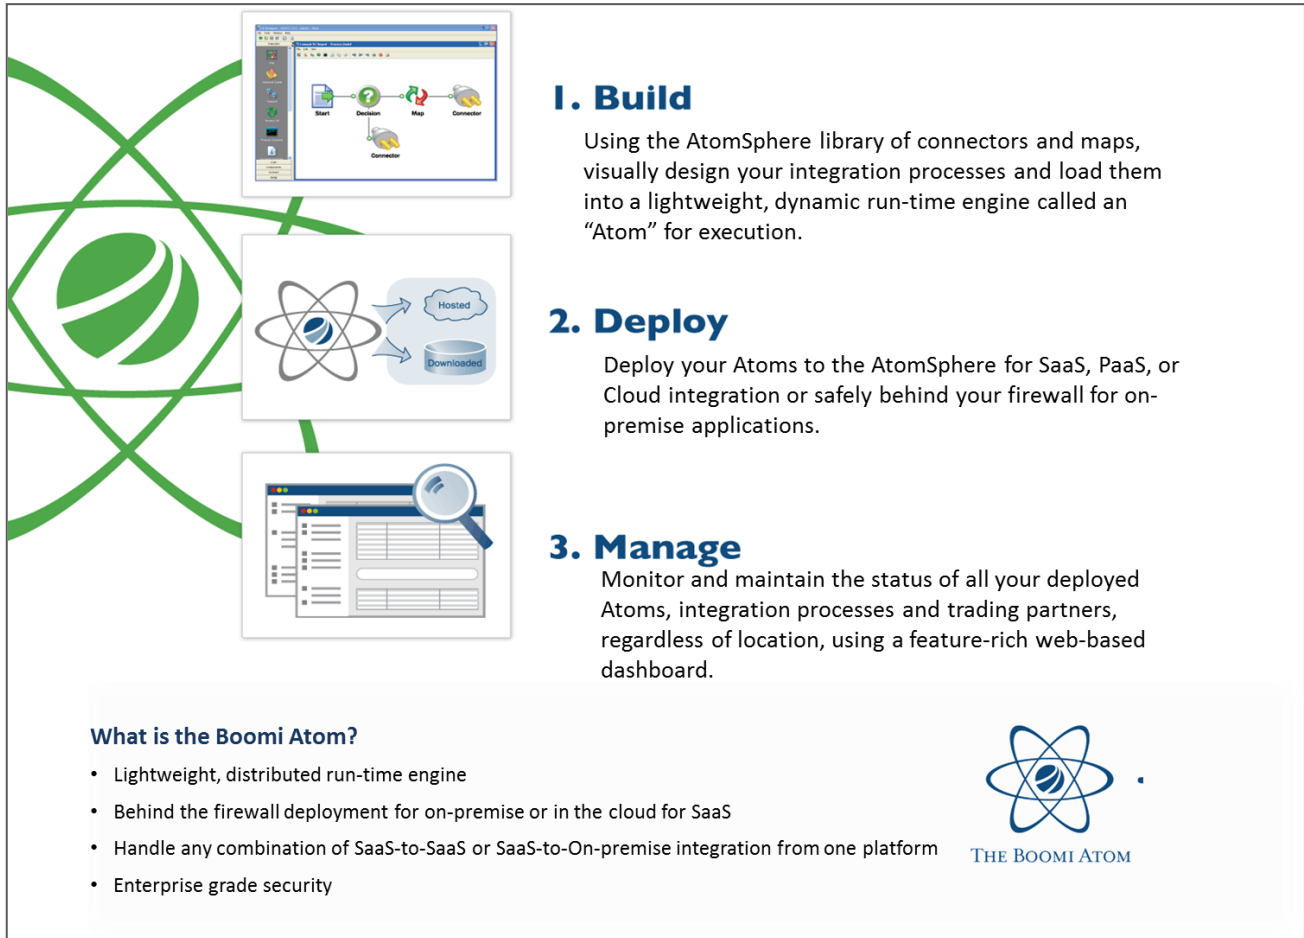 Start
Decision
Map
Connector
Connector
1. Build
Using the AtomSphere library of connectors and maps,
visually design your integration processes and load them
into a lightweight, dynamic run-time engine called an
“Atom” for execution.
Hosted
Downloaded
2. Deploy
Deploy your Atoms to the AtomSphere for SaaS, PaaS, or
Cloud integration or safely behind your firewall for on-
premise applications.
3. Manage
Monitor and maintain the status of all your deployed
Atoms, integration processes and trading partners,
regardless of location, using a feature-rich web-based
dashboard.
What is the Boomi Atom?
• Lightweight, distributed run-time engine
• Behind the firewall deployment for on-premise or in the cloud for SaaS
• Handle any combination of SaaS-to-SaaS or SaaS-to-On-premise integration from one platform
• Enterprise grade security
THE BOOMI ATOM